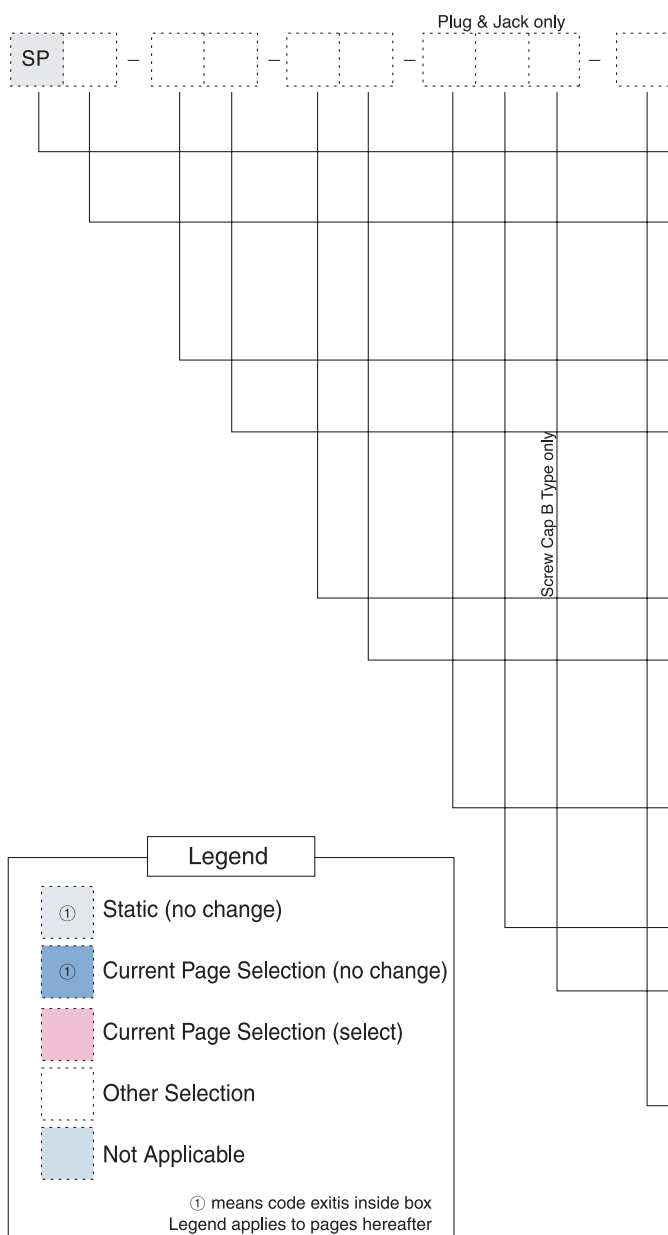 Plug & Jack only
SP – – – –
Screw Cap B Type only
Legend
① Static (no change)
① Current Page Selection (no change)
Current Page Selection (select)
Other Selection
Not Applicable
① means code exitis inside box
Legend applies to pages hereafter